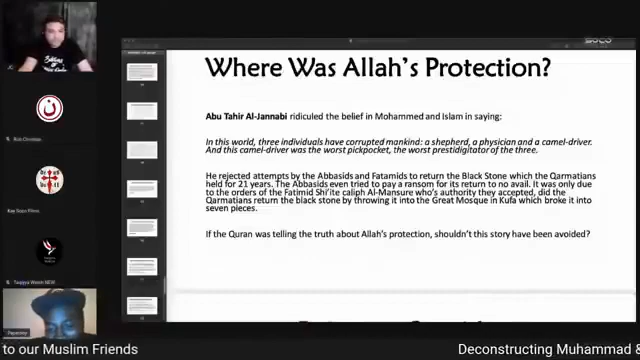 Where Was Allah's Protection?
Abu Tahir Al-Jannabi ridiculed the belief in Mohammed and Islam in saying:
In this world, three individuals have corrupted mankind: a shepherd, a physician and a camel-driver.
And this camel-driver was the worst pickpocket, the worst prestidigitator of the three.
He rejected attempts by the Abbasids and Fatamids to return the Black Stone which the Qarmatians
held for 21 years. The Abbasids even tried to pay a ransom for its return to no avail. It was only due
to the orders of the Fatimid Shi'ite caliph Al-Mansure who's authority they accepted, did the
Qarmatians return the black stone by throwing it into the Great Mosque in Kufa which broke it into
seven pieces.
If the Quran was telling the truth about Allah's protection, shouldn't this story have been avoided?
to our Muslim Friends
Deconstructing Muhammad &